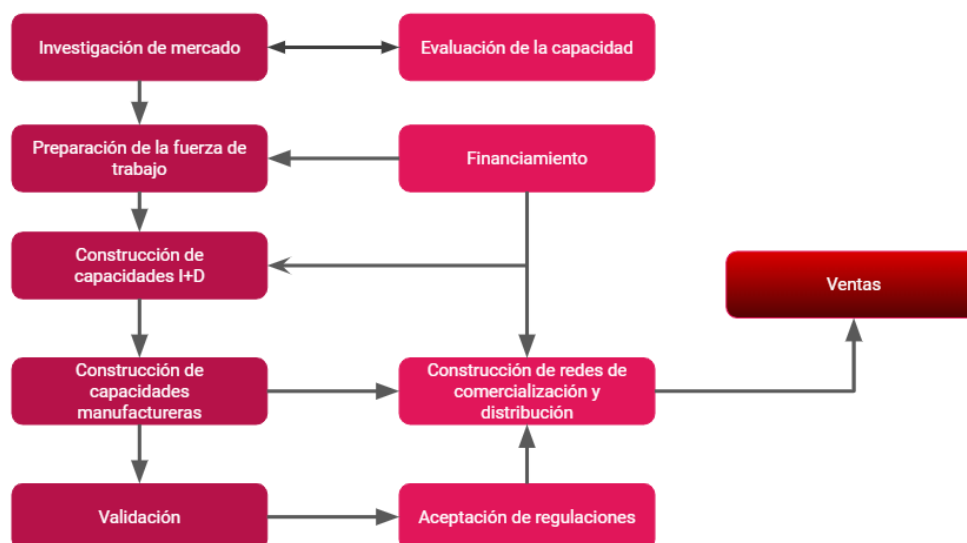 Investigación de mercado
Evaluación de la capacidad
Preparación de la fuerza de
trabajo
Financiamiento
Construcción de
capacidades I+D
Ventas
Construcción de
capacidades
manufactureras
Construcción de redes de
comercialización y
distribución
Validación
Aceptación de regulaciones